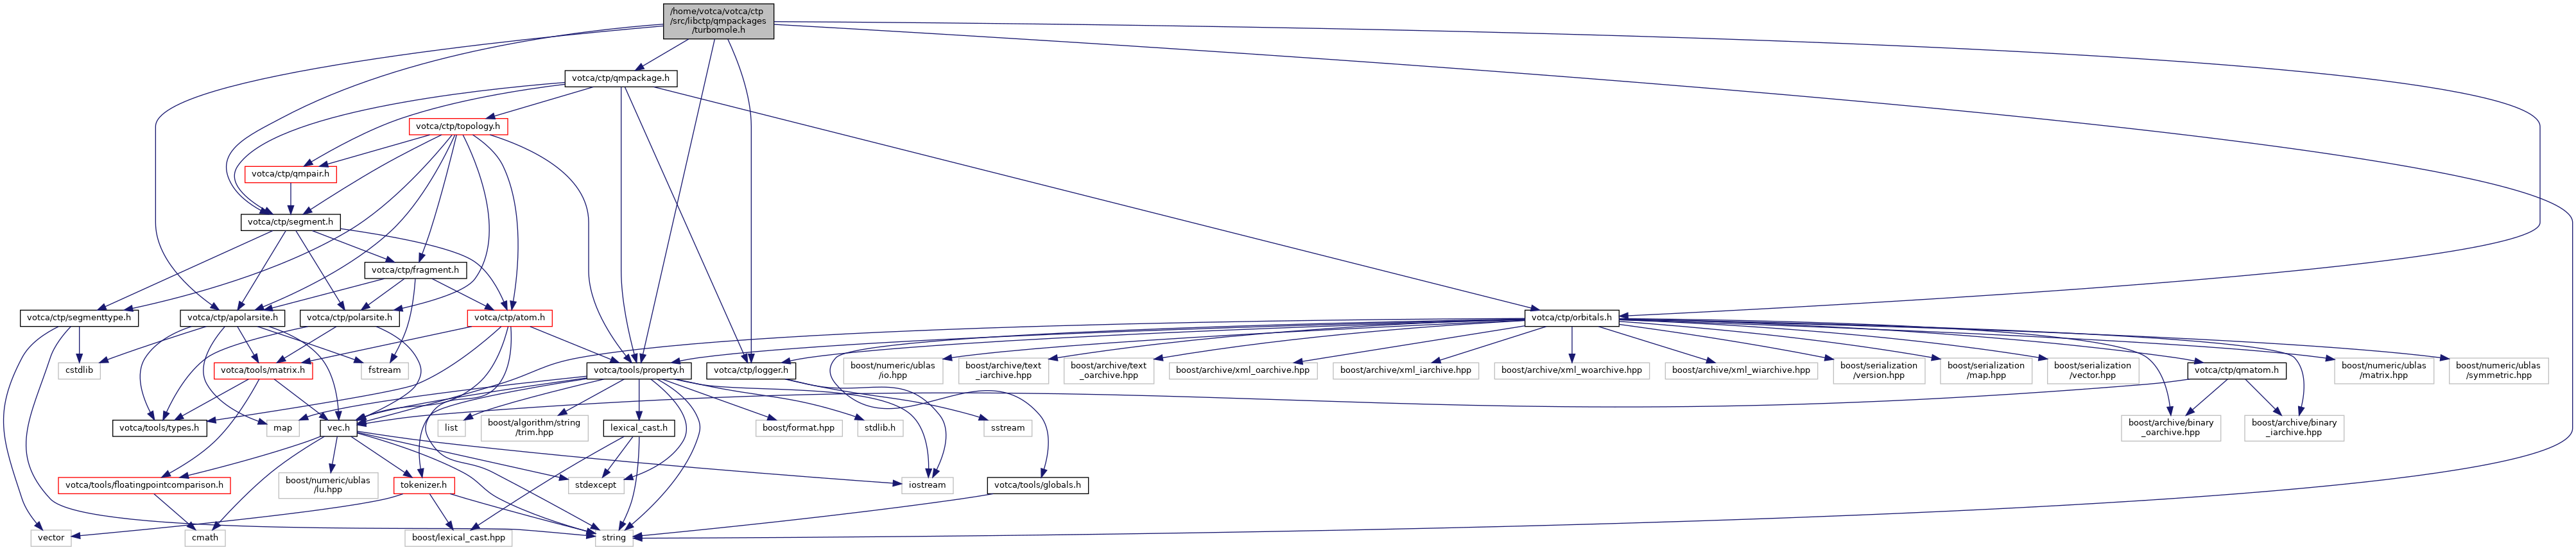 /home/votca/votca/ctp
/src/libctp/qmpackages
/turbomole.h
votca/ctp/qmpackage.h
votca/ctp/topology.h
votca/ctp/qmpair.h
votca/ctp/segment.h
votca/ctp/fragment.h
votca/ctp/segmenttype.h
votca/ctp/apolarsite.h
votca/ctp/polarsite.h
votca/ctp/atom.h
votca/ctp/orbitals.h
cstdlib
votca/tools/matrix.h
fstream
votca/tools/property.h
votca/ctp/logger.h
boost/numeric/ublas
/io.hpp
boost/archive/text
_iarchive.hpp
boost/archive/text
_oarchive.hpp
boost/archive/xml_oarchive.hpp
boost/archive/xml_iarchive.hpp
boost/archive/xml_woarchive.hpp
boost/archive/xml_wiarchive.hpp
boost/serialization
/version.hpp
boost/serialization
/map.hpp
boost/serialization
/vector.hpp
votca/ctp/qmatom.h
boost/numeric/ublas
/matrix.hpp
boost/numeric/ublas
/symmetric.hpp
votca/tools/types.h
map
vec.h
list
boost/algorithm/string
/trim.hpp
lexical_cast.h
boost/format.hpp
stdlib.h
sstream
boost/archive/binary
_oarchive.hpp
boost/archive/binary
_iarchive.hpp
votca/tools/floatingpointcomparison.h
boost/numeric/ublas
/lu.hpp
tokenizer.h
stdexcept
iostream
votca/tools/globals.h
vector
cmath
boost/lexical_cast.hpp
string